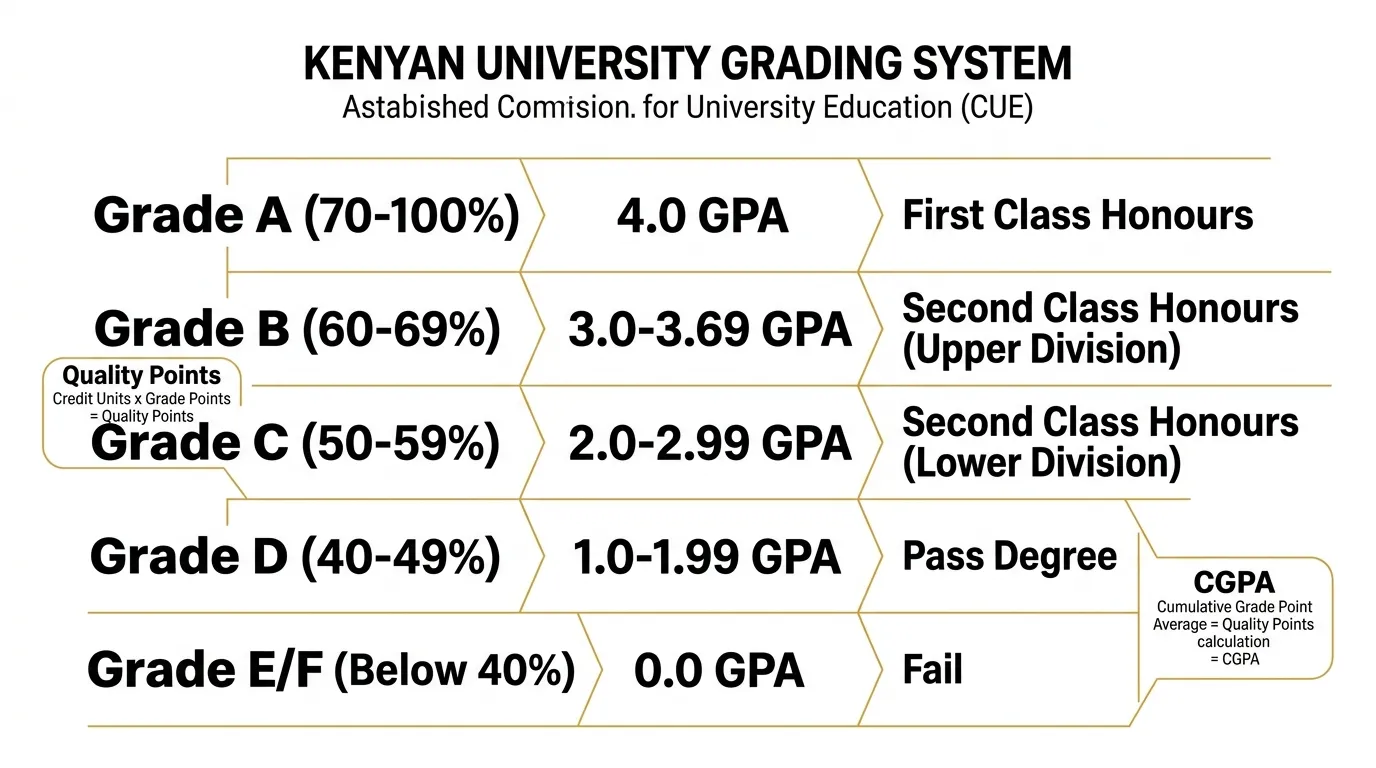 KENYAN UNIVERSITY GRADING SYSTEM
Astabished Commision. for University Education (CUE)
Grade A (70-100%)
4.0 GPA
First Class Honours
Grade B (60-69%)
3.0-3.69 GPA
Second Class Honours
(Upper Division)
Quality Points
Credit Units x Grade Points
= Quality Points
Grade C (50-59%)
2.0-2.99 GPA
Second Class Honours
(Lower Division)
Grade D (40-49%)
1.0-1.99 GPA
Pass Degree
CGPA
Cumulative Grade Point
Average = Quality Points
calculation
= CGPA
Grade E/F (Below 40%)
0.0 GPA
Fail